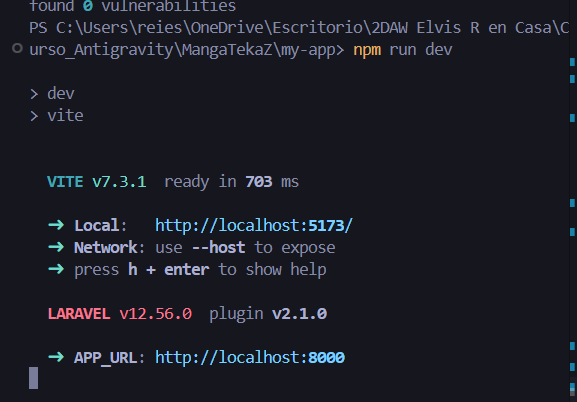 found 0 vulnerabilities
PS C:\Users\reies\OneDrive\Escritorio\2DAW Elvis R en Casa\C
urso_Antigravity\MangaTekaZ\my-app> npm run dev
> dev
> vite
VITE v7.3.1 ready in 703 ms
➜ Local: http://localhost:5173/
➜ Network: use --host to expose
➜ press h + enter to show help
LARAVEL v12.56.0 plugin v2.1.0
➜ APP_URL: http://localhost:8000